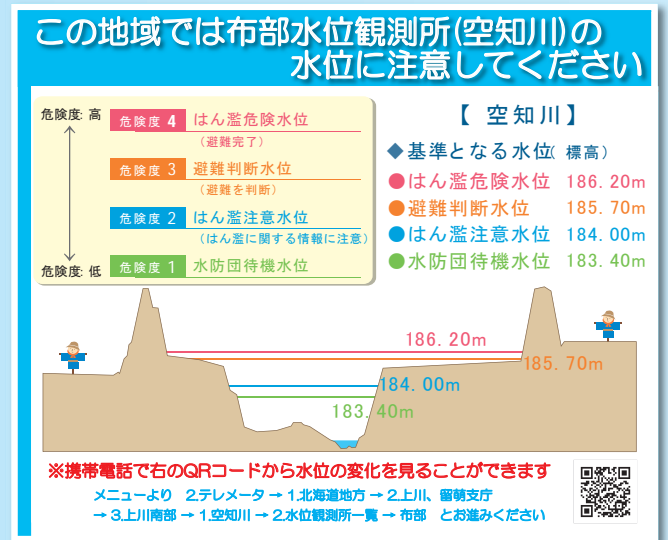 この地域では布部水位観測所(空知川)の
水位に注意してください
危険度: 高
危険度 4 はん濫危険水位
(避難完了)
危険度 3 避難判断水位
(避難を判断)
危険度 2 はん濫注意水位
(はん濫に関する情報に注意)
危険度 1 水防団待機水位
危険度: 低
【 空知川】
◆基準となる水位( 標高)
●はん濫危険水位 186. 20m
●避難判断水位 185. 70m
●はん濫注意水位 184. 00m
●水防団待機水位 183. 40m
186. 20m
185. 70m
184. 00m
183. 40m
※携帯電話で右のQRコードから水位の変化を見ることができます
メニューより 2.テレメータ → 1.北海道地方 → 2.上川、留萌支庁
→ 3.上川南部 → 1.空知川 → 2.水位観測所一覧 → 布部 とお進みください